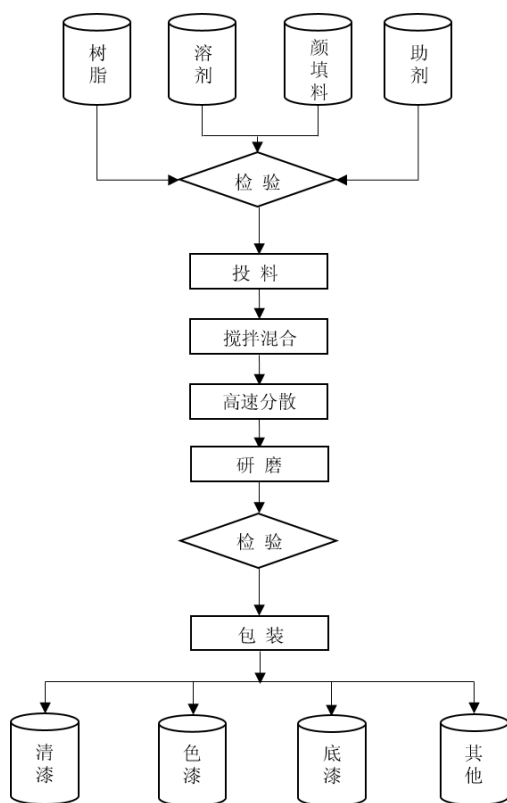 树脂
溶剂
颜填料
助剂
检 验
投 料
搅拌混合
高速分散
研 磨
检 验
包 装
清漆
色漆
底漆
其他